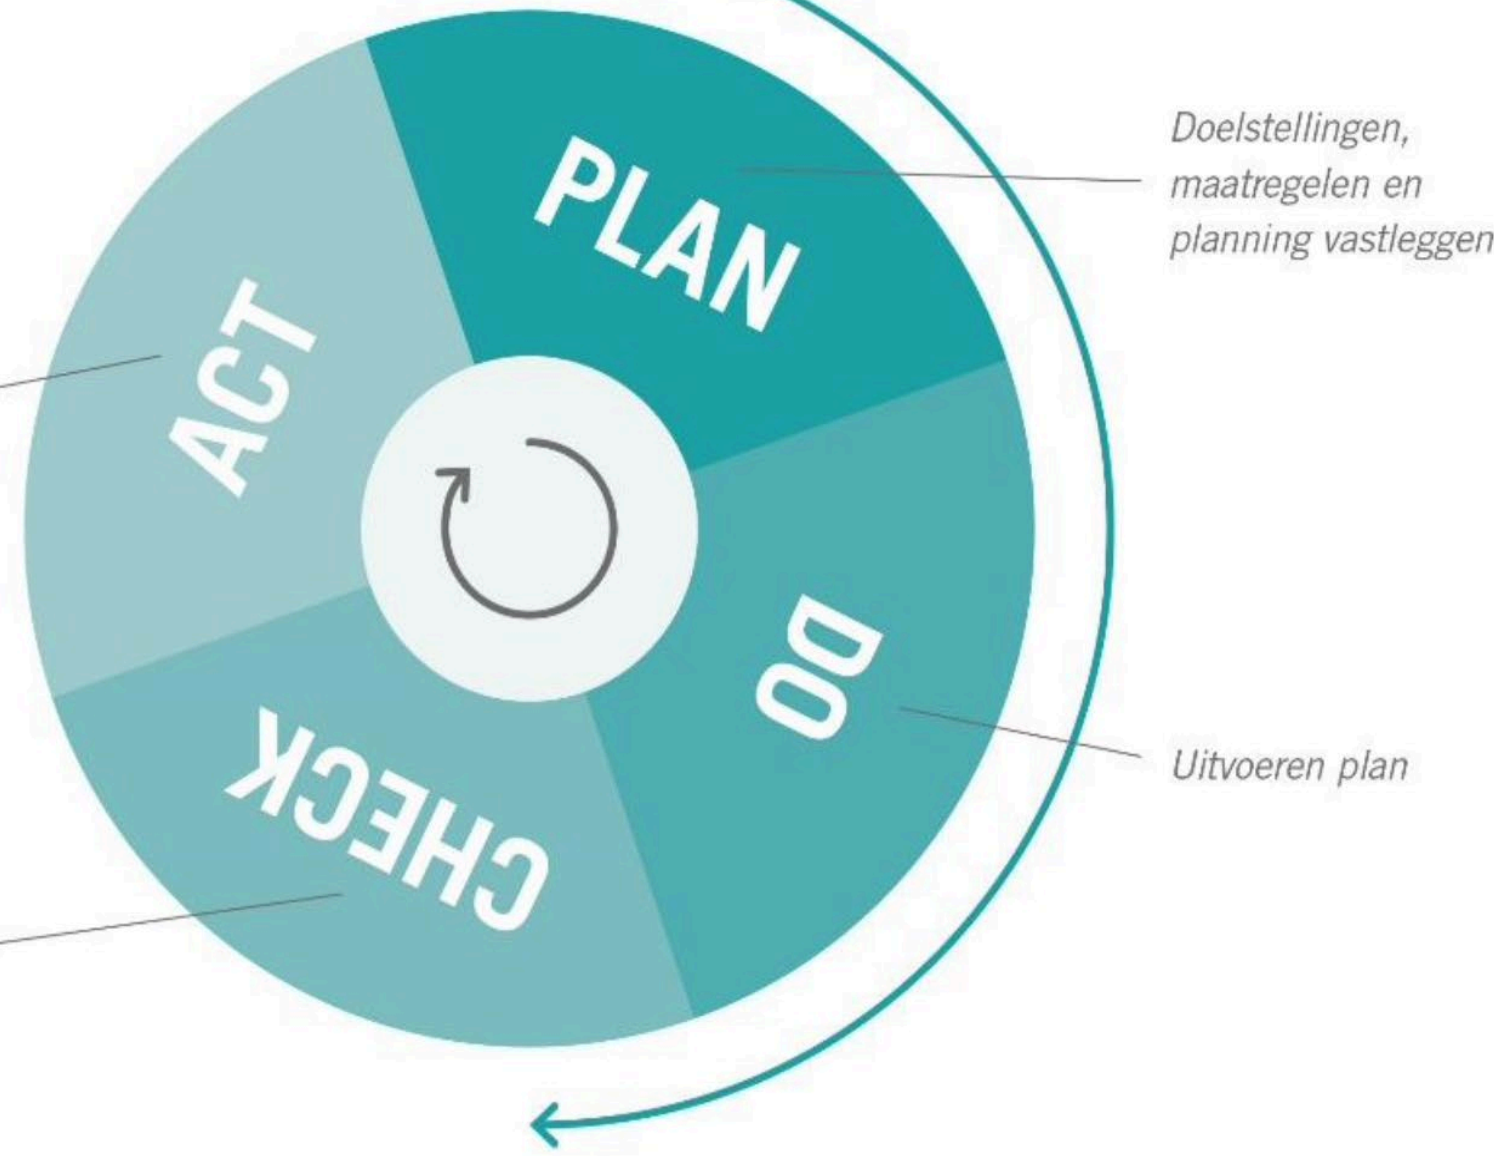 PLAN
Doelstellingen,
maatregelen en
planning vastleggen
DO
Uitvoeren plan
CHECK
ACT